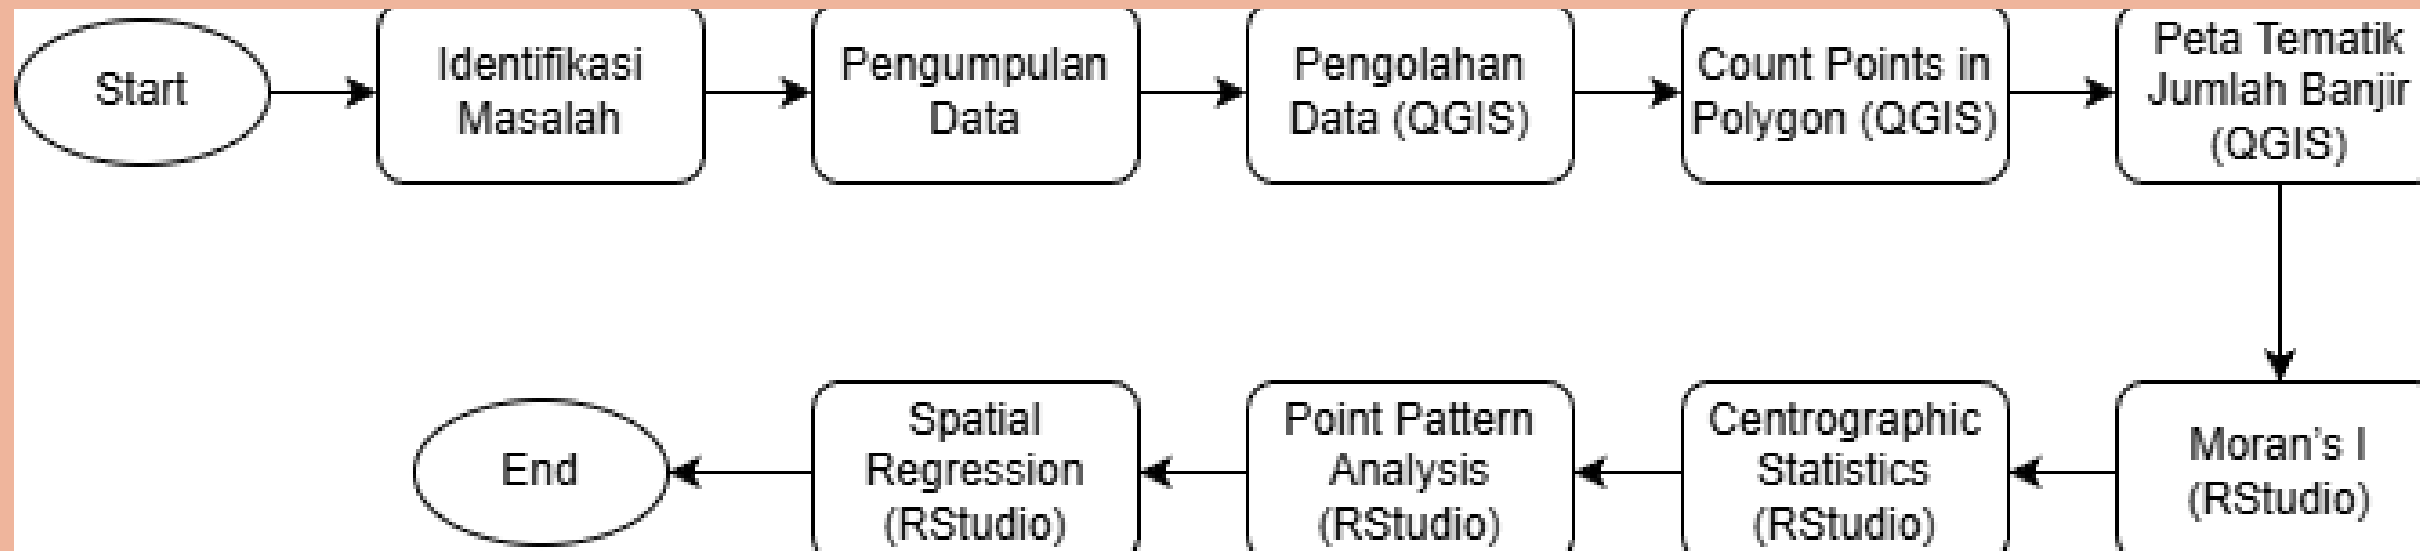 Start
Identifikasi
Masalah
Pengumpulan
Data
Pengolahan
Data (QGIS)
Count Points in
Polygon (QGIS)
Peta Tematik
Jumlah Banjir
(QGIS)
Moran's I
(RStudio)
Centrographic
Statistics
(RStudio)
Point Pattern
Analysis
(RStudio)
Spatial
Regression
(RStudio)
End